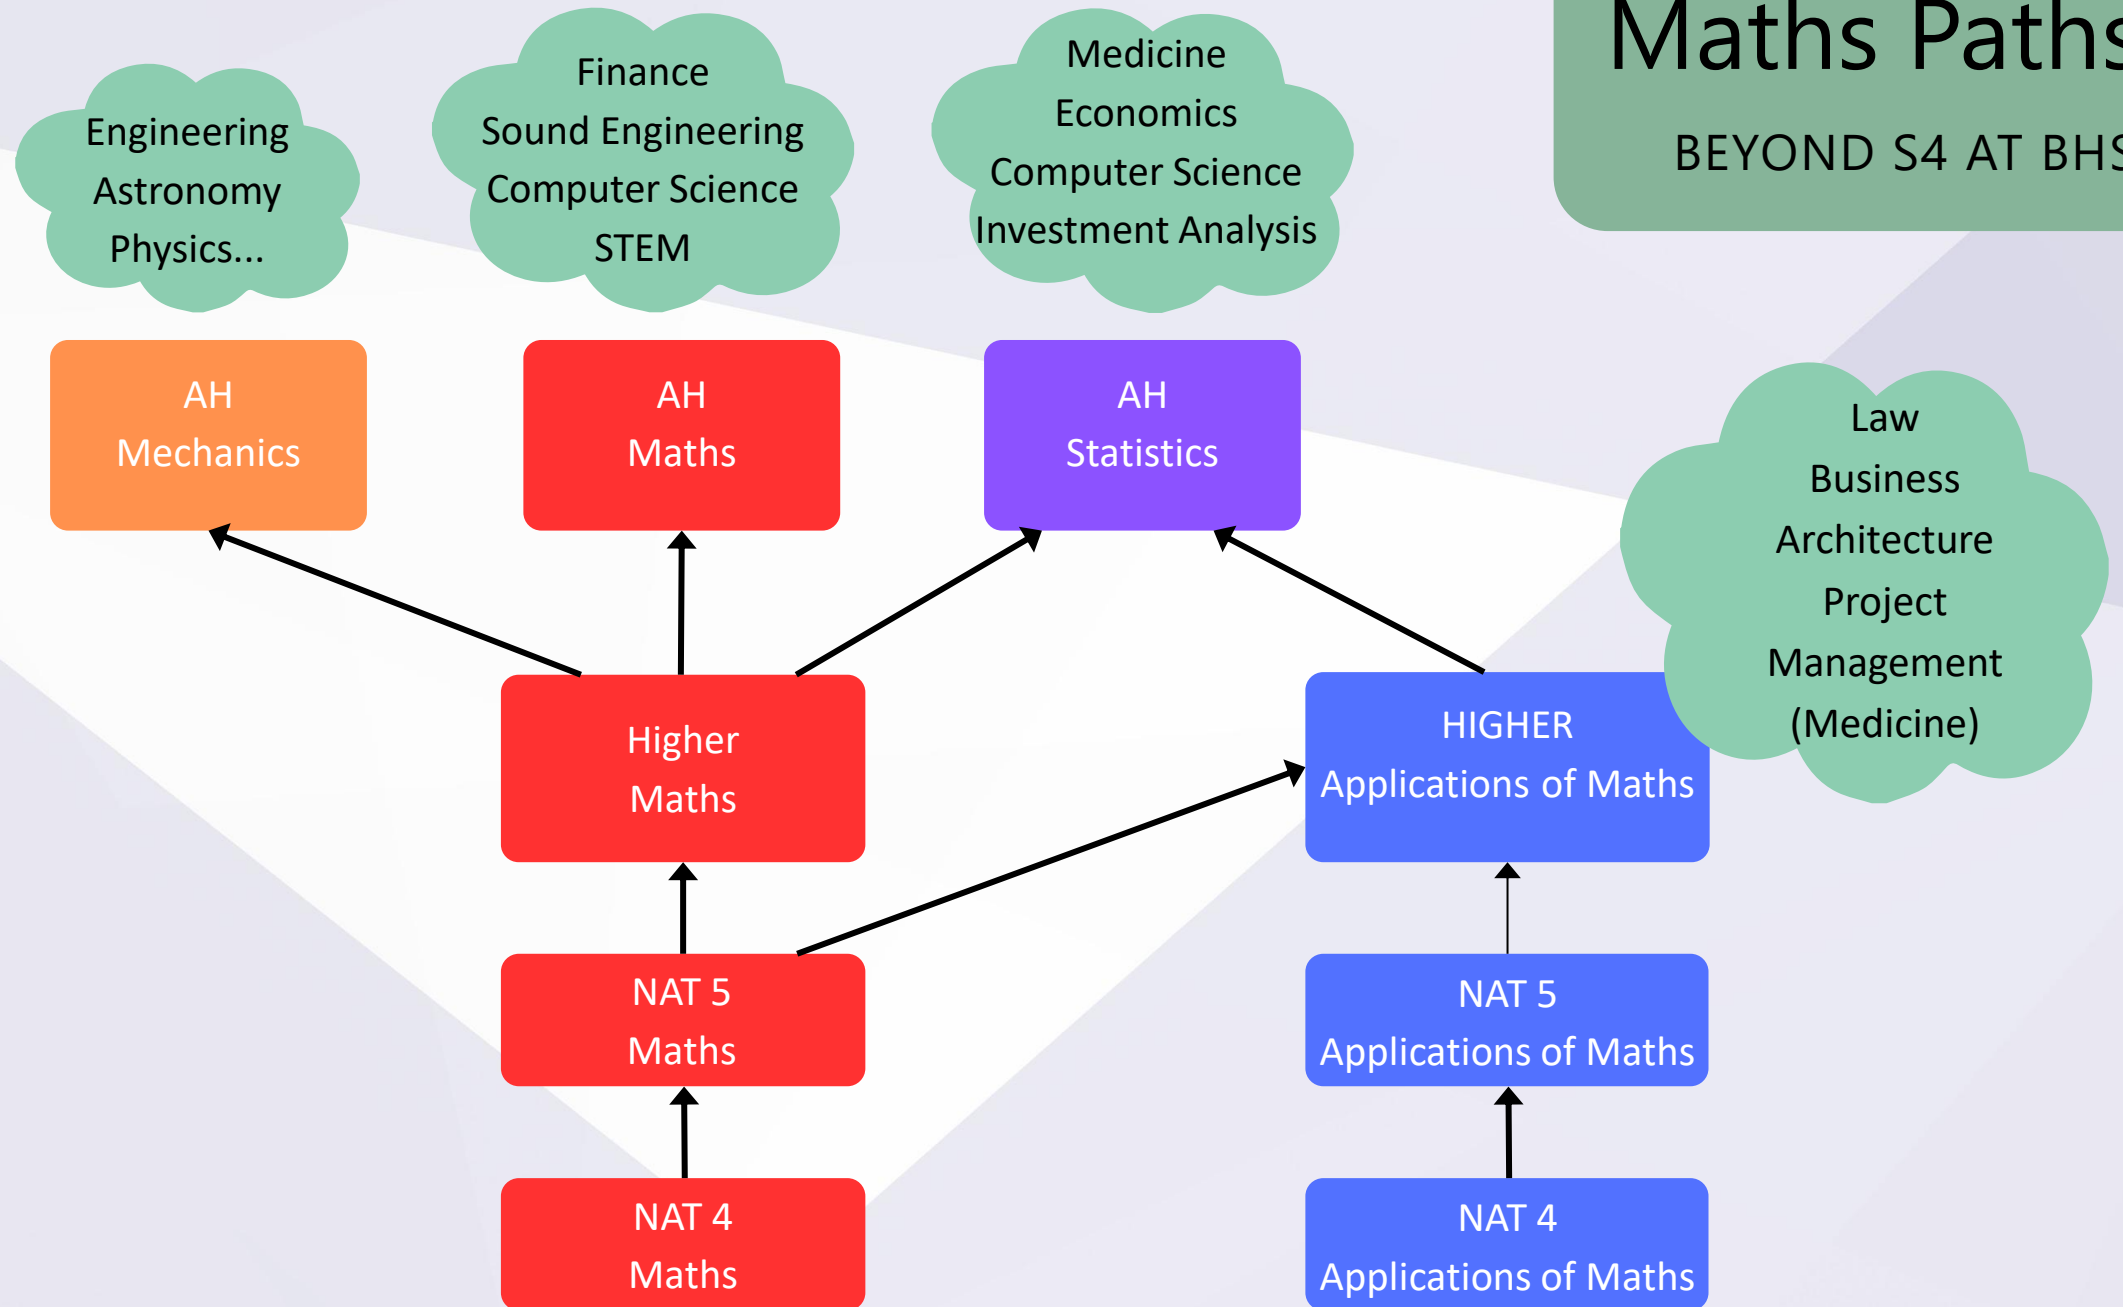 Maths Paths
BEYOND S4 AT BHS
Engineering
Astronomy
Physics...
Finance
Sound Engineering
Computer Science
STEM
Medicine
Economics
Computer Science
Investment Analysis
AH
Mechanics
AH
Maths
AH
Statistics
Law
Business
Architecture
Project
Management
(Medicine)
Higher
Maths
HIGHER
Applications of Maths
NAT 5
Maths
NAT 5
Applications of Maths
NAT 4
Maths
NAT 4
Applications of Maths